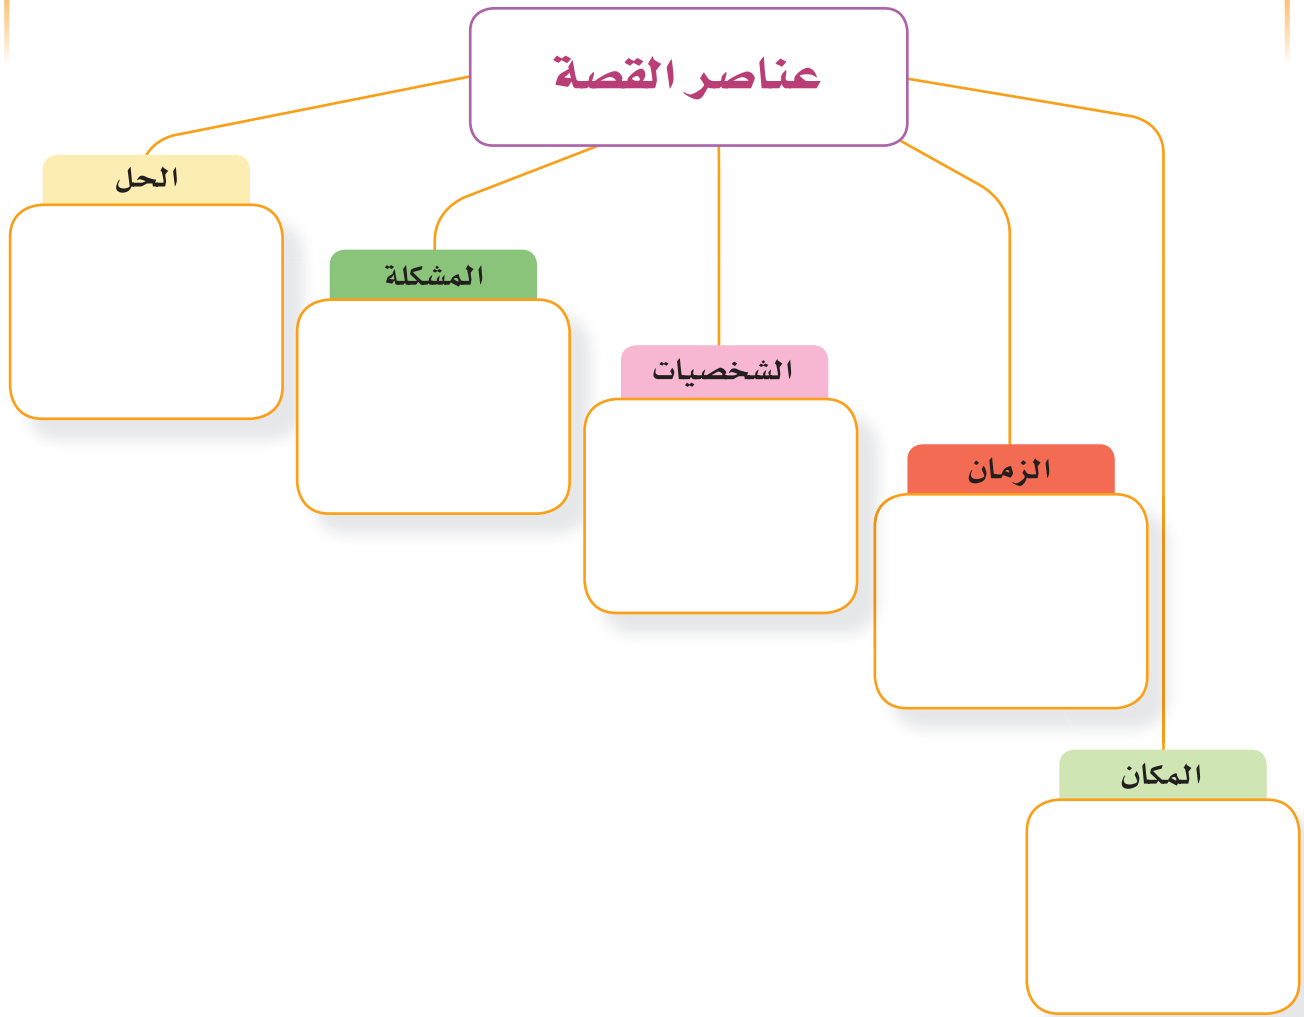 عناصر القصة
الحل
المشكلة
الشخصيات
الزمان
المكان